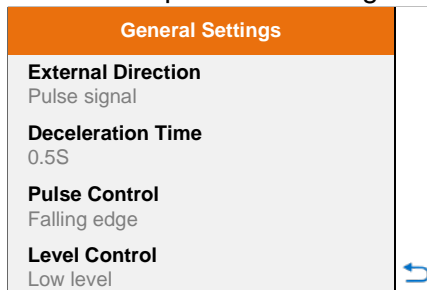 General Settings
External Direction
Pulse signal
Deceleration Time
0.5S
Pulse Control
Falling edge
Level Control
Low level